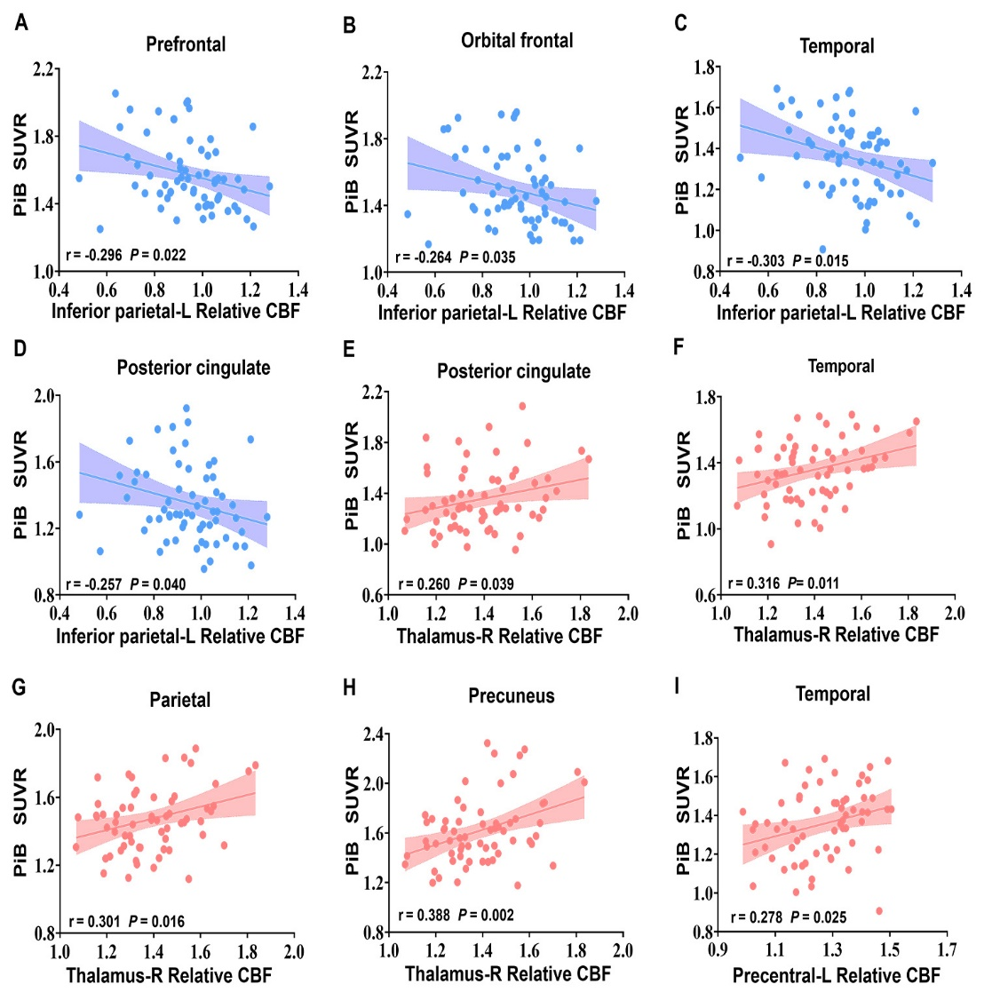 A
Prefrontal
PiB SUVR
2.2
1.8
1.4
1.0
r = -0.296 P = 0.022
0.4 0.6 0.8 1.0 1.2 1.4
Inferior parietal-L Relative CBF
B
Orbital frontal
PiB SUVR
2.2
1.8
1.4
1.0
r = -0.264 P = 0.035
0.4 0.6 0.8 1.0 1.2 1.4
Inferior parietal-L Relative CBF
C
Temporal
PiB SUVR
1.8
1.6
1.4
1.2
1.0
0.8
r = -0.303 P = 0.015
0.4 0.6 0.8 1.0 1.2 1.4
Inferior parietal-L Relative CBF
D
Posterior cingulate
PiB SUVR
2.0
1.6
1.2
0.8
r = -0.257 P = 0.040
0.4 0.6 0.8 1.0 1.2 1.4
Inferior parietal-L Relative CBF
E
Posterior cingulate
PiB SUVR
2.2
1.8
1.4
1.0
0.6
r = 0.260 P = 0.039
1.0 1.2 1.4 1.6 1.8 2.0
Thalamus-R Relative CBF
F
Temporal
PiB SUVR
1.8
1.4
1.0
0.6
r = 0.316 P= 0.011
1.0 1.2 1.4 1.6 1.8 2.0
Thalamus-R Relative CBF
G
Parietal
PiB SUVR
2.0
1.6
1.2
0.8
r = 0.301 P = 0.016
1.0 1.2 1.4 1.6 1.8 2.0
Thalamus-R Relative CBF
H
Precuneus
PiB SUVR
2.4
2.0
1.6
1.2
0.8
r = 0.388 P = 0.002
1.0 1.2 1.4 1.6 1.8 2.0
Thalamus-R Relative CBF
I
Temporal
PiB SUVR
1.8
1.6
1.4
1.2
1.0
0.8
r = 0.278 P = 0.025
0.9 1.1 1.3 1.5 1.7
Precentral-L Relative CBF